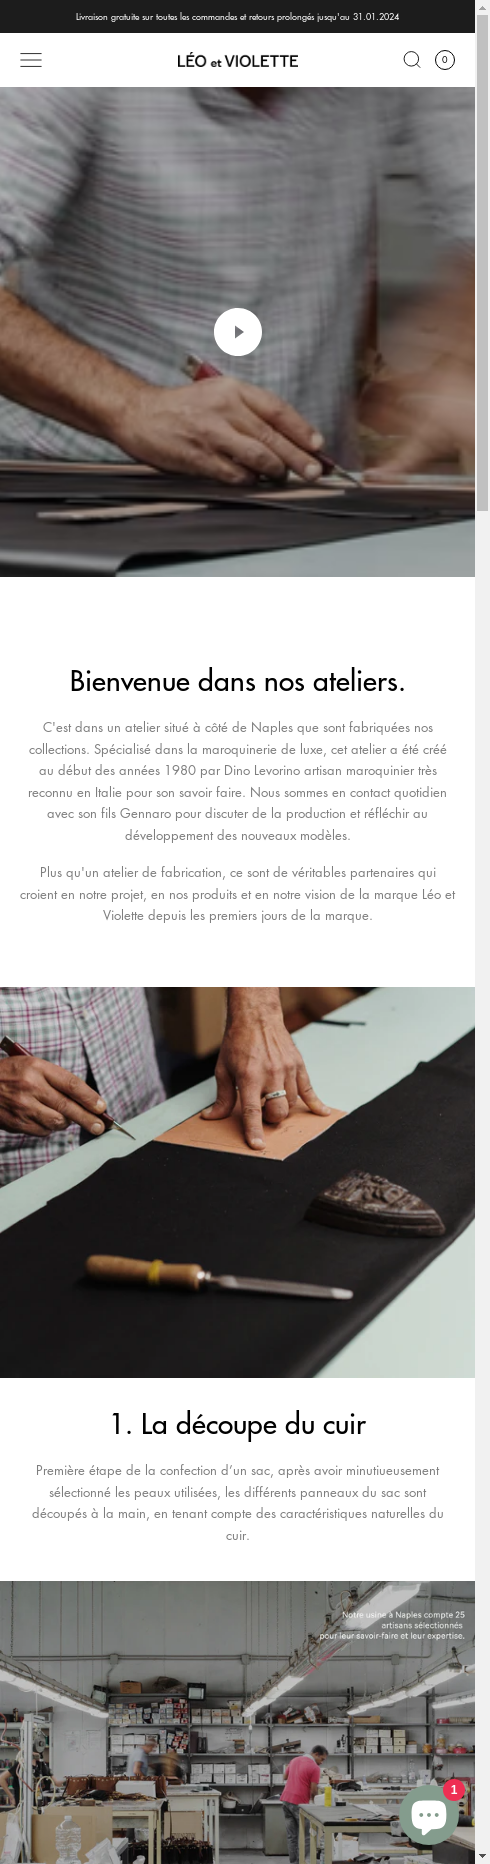 Livraison gratuite sur toutes les commandes et retours prolongés jusqu'au 31.01.2024
LÉO et VIOLETTE
0
Bienvenue dans nos ateliers.
C'est dans un atelier situé à côté de Naples que sont fabriquées nos
collections. Spécialisé dans la maroquinerie de luxe, cet atelier a été créé
au début des années 1980 par Dino Levorino artisan maroquinier très
reconnu en Italie pour son savoir faire. Nous sommes en contact quotidien
avec son fils Gennaro pour discuter de la production et réfléchir au
développement des nouveaux modèles.
Plus qu'un atelier de fabrication, ce sont de véritables partenaires qui
croient en notre projet, en nos produits et en notre vision de la marque Léo et
Violette depuis les premiers jours de la marque.
1. La découpe du cuir
Première étape de la confection d’un sac, après avoir minutieusement
sélectionné les peaux utilisées, les différents panneaux du sac sont
découpés à la main, en tenant compte des caractéristiques naturelles du
cuir.
Notre usine à Naples compte 25
artisans sélectionnés
pour leur savoir-faire et leur expertise.
1